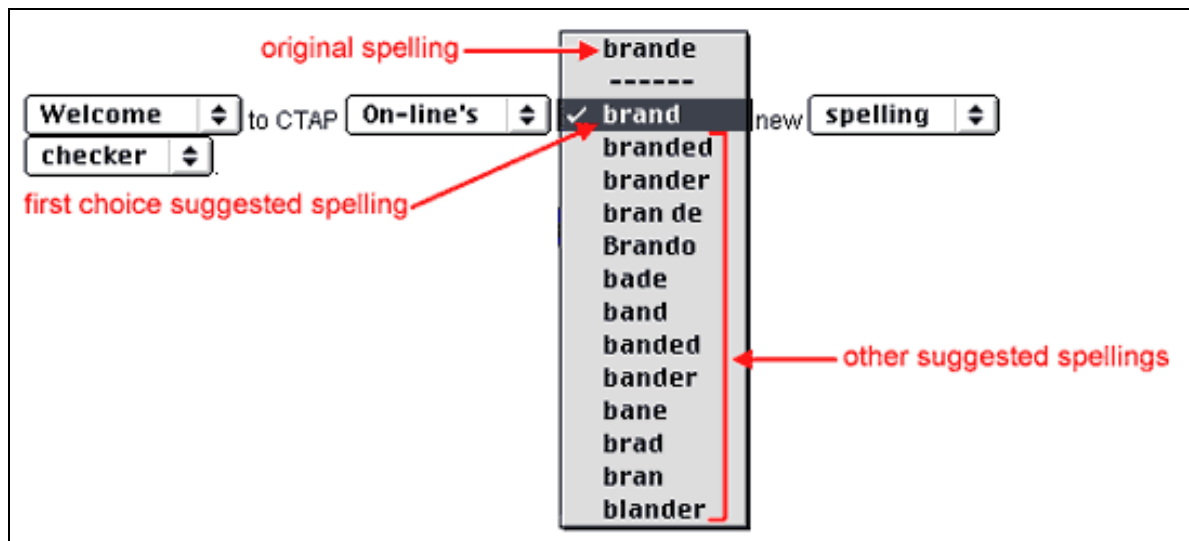 original spelling
brande
------
Welcome to CTAP On-line's ✓ brand new spelling
checker.
branded
brander
first choice suggested spelling
bran de
Brando
bade
band
banded
other suggested spellings
bander
bane
brad
bran
blander